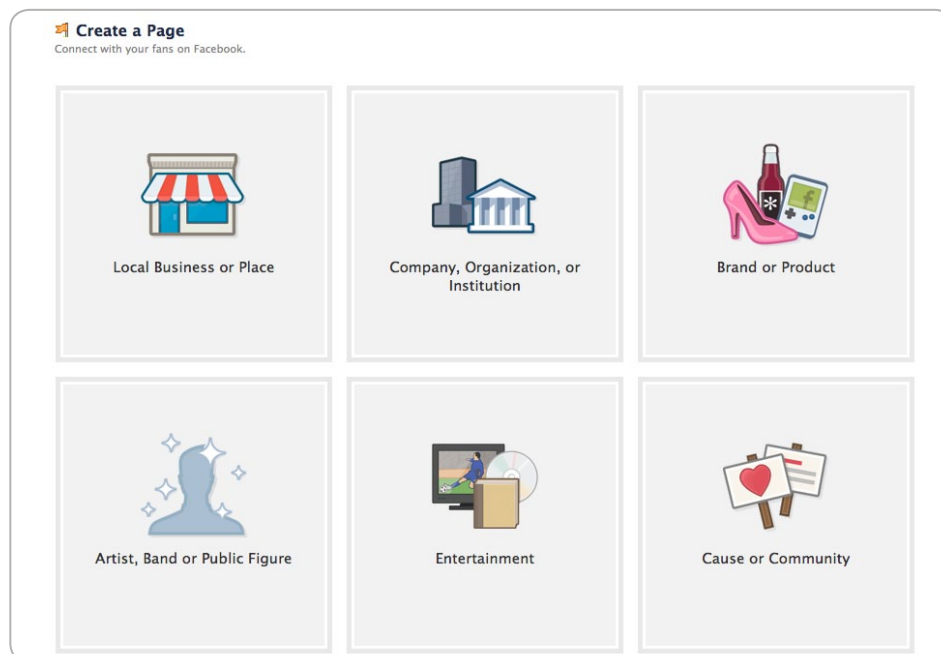 Create a Page
Connect with your fans on Facebook.
Local Business or Place
Company, Organization, or
Institution
Brand or Product
Artist, Band or Public Figure
Entertainment
Cause or Community